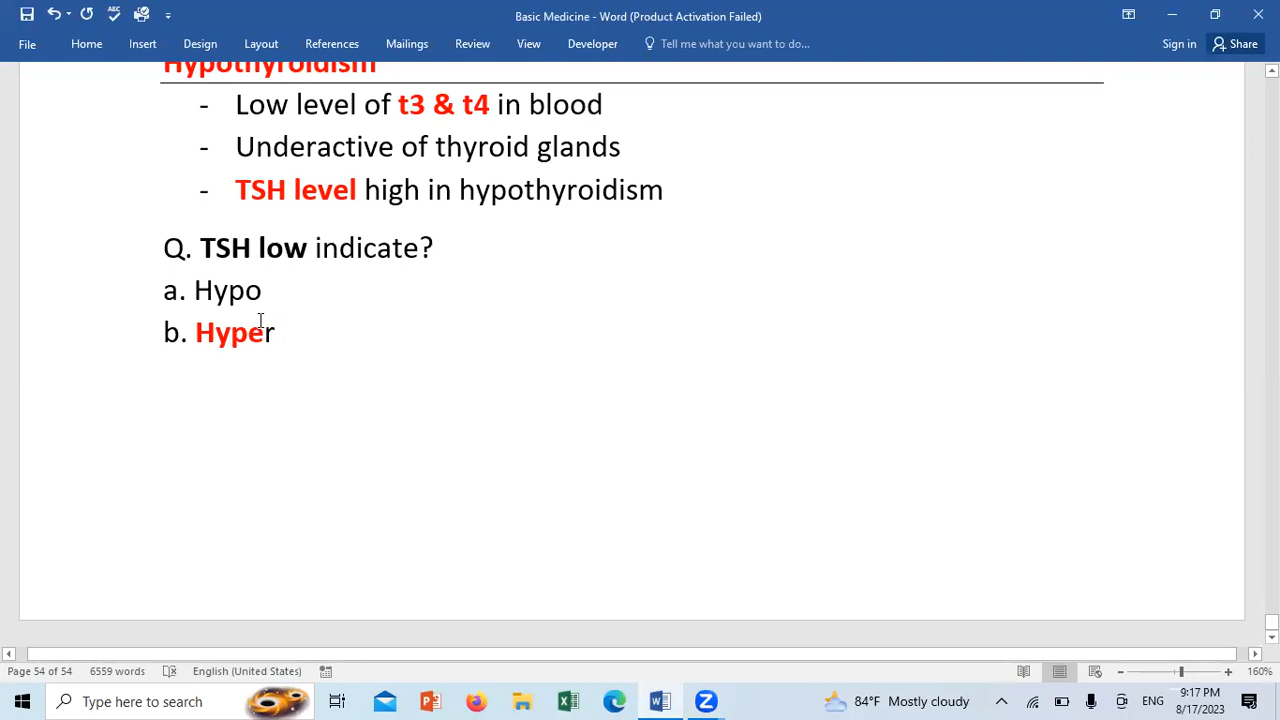 Basic Medicine - Word (Product Activation Failed)
File Home Insert Design Layout References Mailings Review View Developer Tell me what you want to do... Sign in Share
Hypothyroidism
- Low level of t3 & t4 in blood
- Underactive of thyroid glands
- TSH level high in hypothyroidism
Q. TSH low indicate?
a. Hypo
b. Hyper
Page 54 of 54 6559 words English (United States) 160%
Type here to search 84°F Mostly cloudy ENG 9:17 PM
8/17/2023